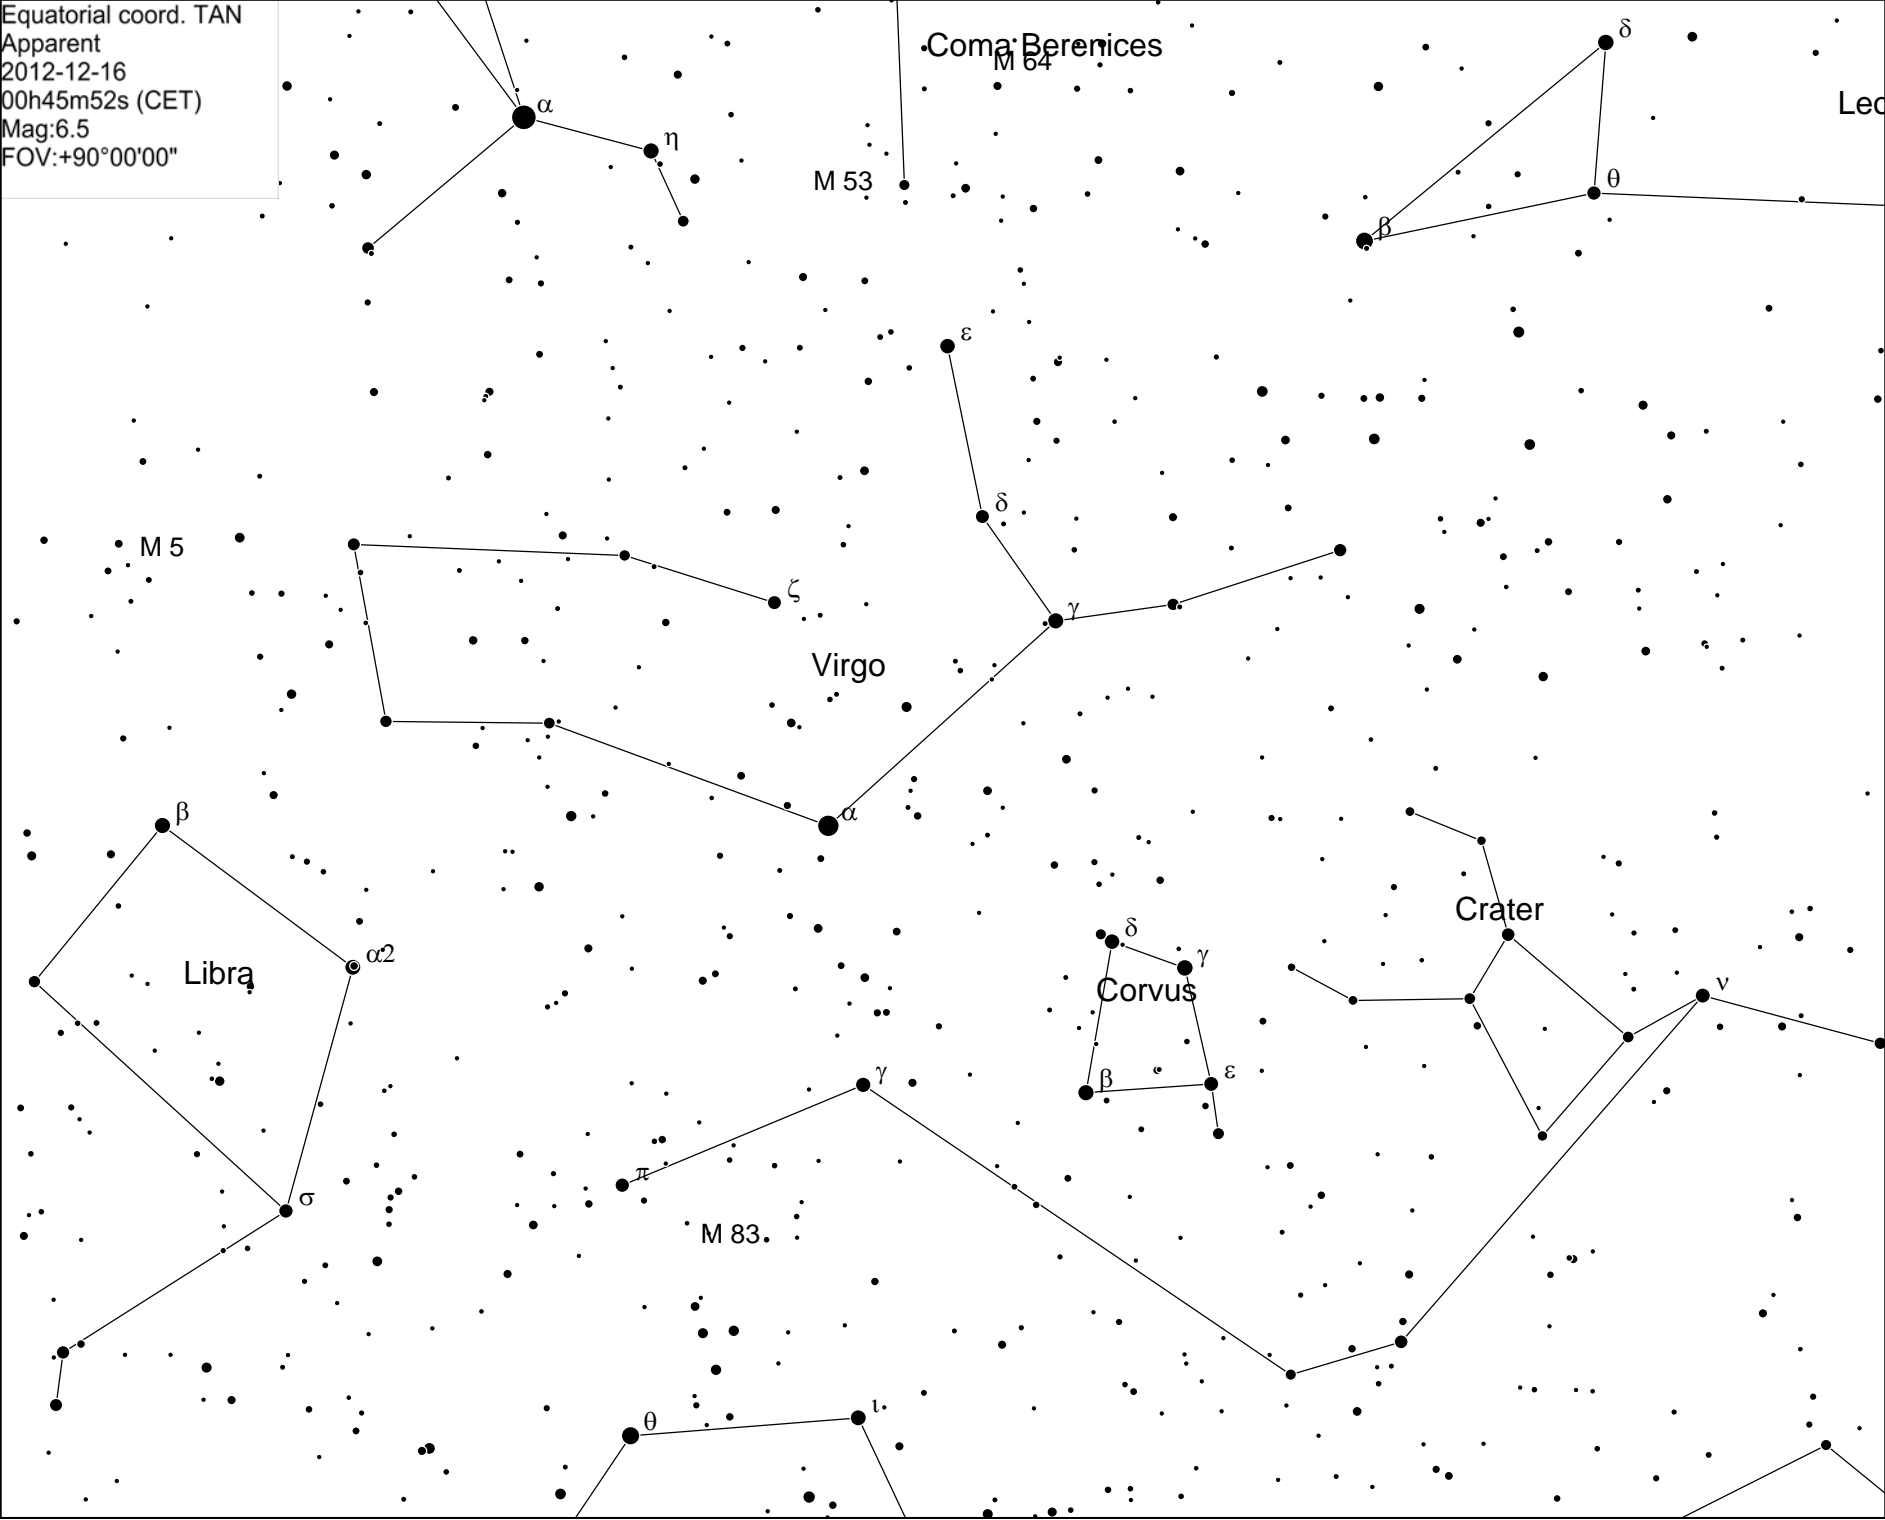 Equatorial coord. TAN
Apparent
2012-12-16
00h45m52s (CET)
Mag:6.5
FOV:+90°00'00"
δ
Coma Berenices
M 64
α
Leo
η
M 53
θ
β
ε
δ
M 5
ζ
γ
Virgo
α
β
Crater
δ
α2
γ
Libra
ν
Corvus
γ
ε
β
π
σ
M 83
ι
θ